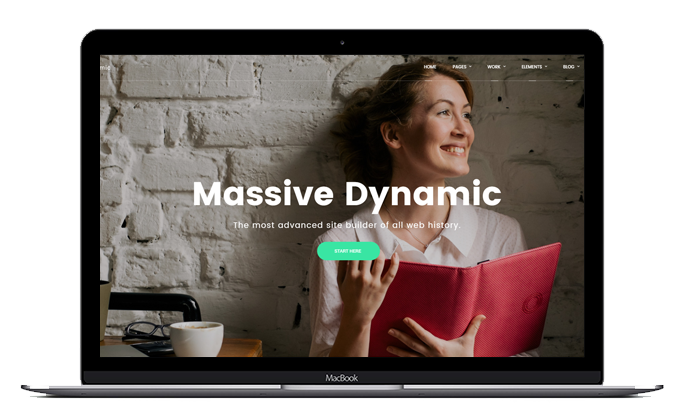 HOME PAGES WORK ELEMENTS BLOG
Massive Dynamic
The most advanced site builder of all web history.
START HERE
MacBook